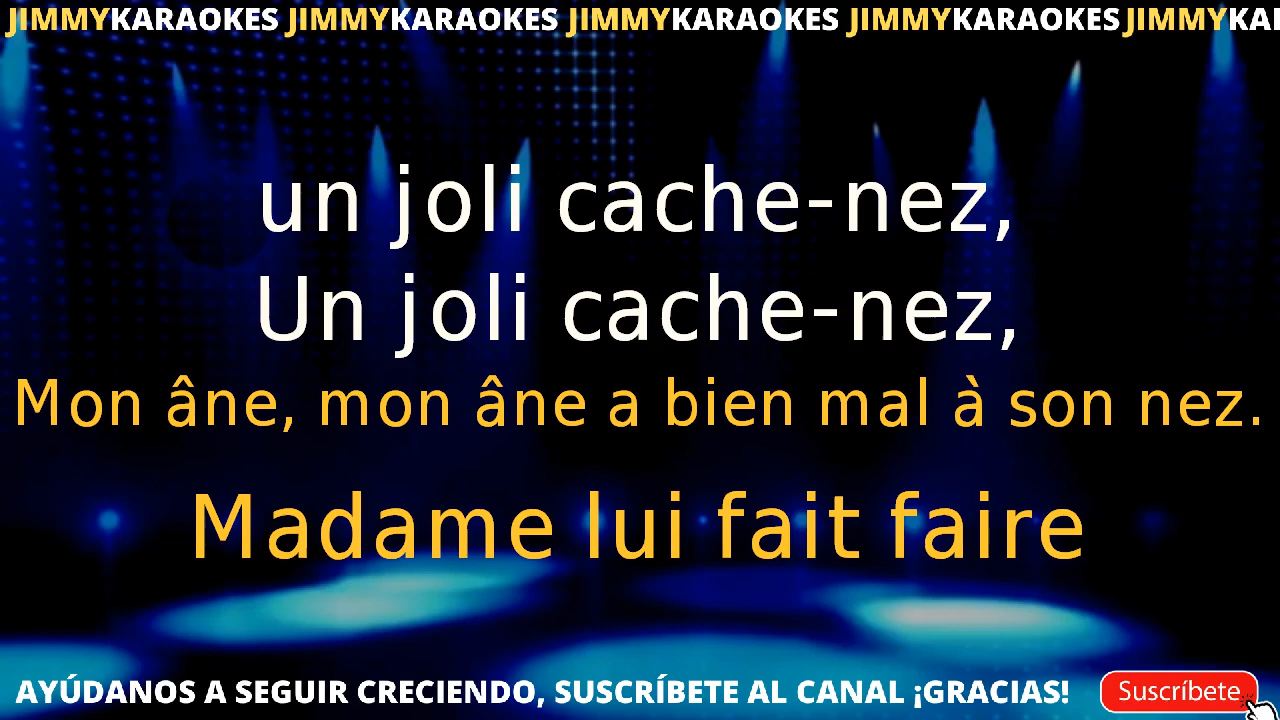 JIMMYKARAOKES JIMMYKARAOKES JIMMYKARAOKES JIMMYKARAOKES JIMMYKA
un joli cache-nez,
Un joli cache-nez,
Mon âne, mon âne a bien mal à son nez.
Madame lui fait faire
AYÚDANOS A SEGUIR CRECIENDO, SUSCRÍBETE AL CANAL ¡GRACIAS! Suscríbete